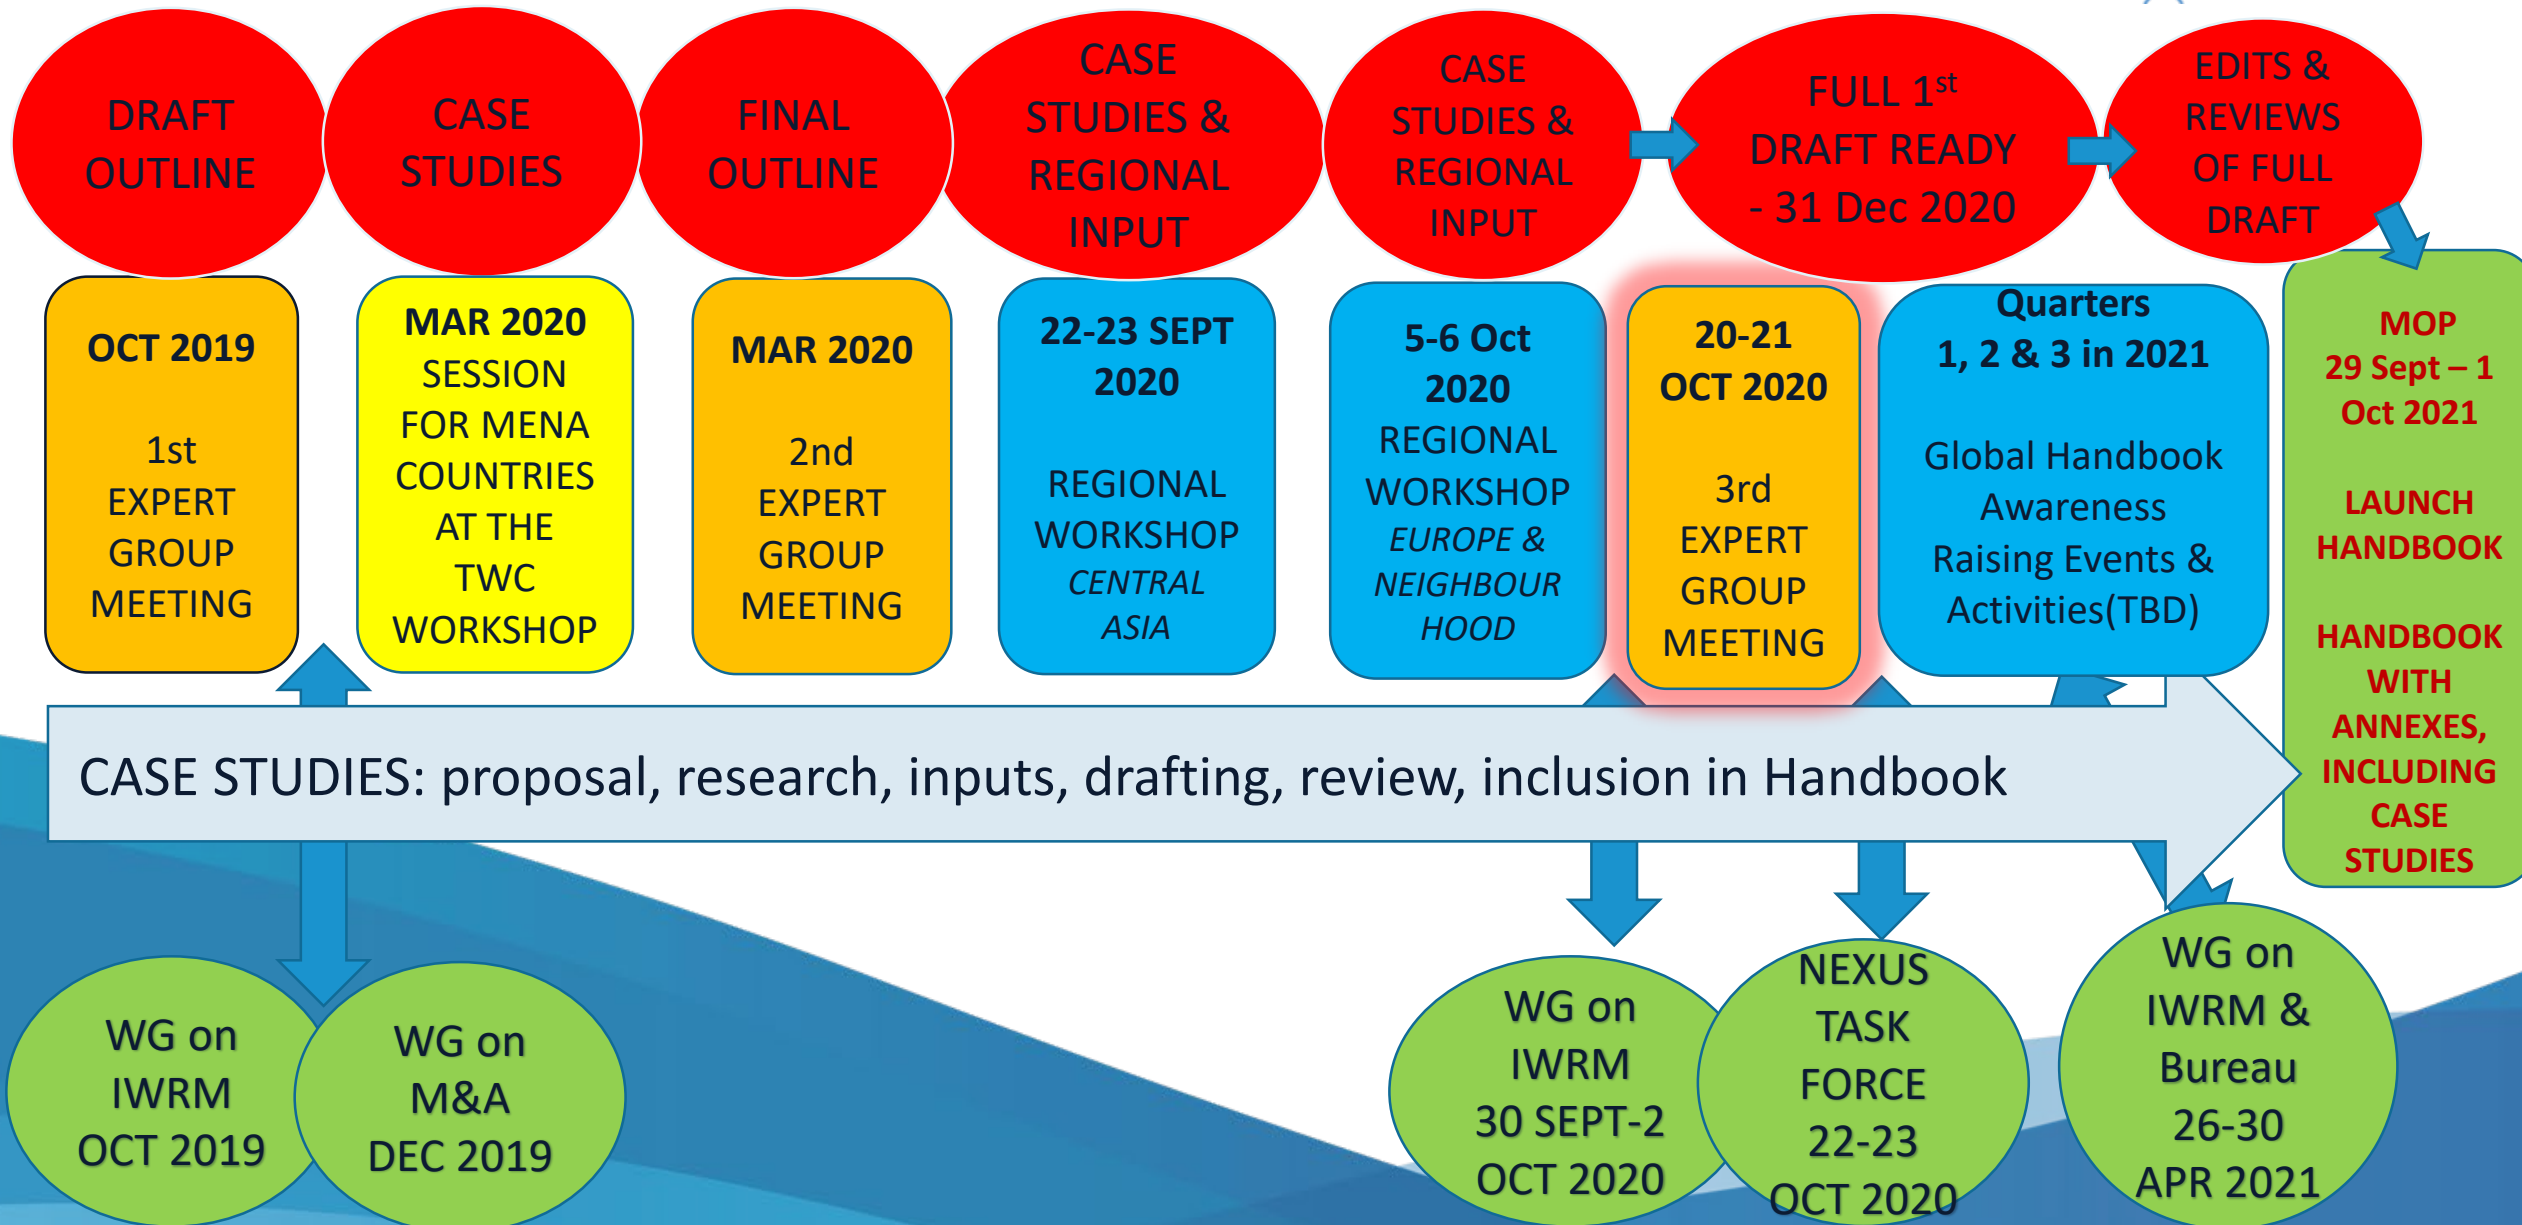 DRAFT
OUTLINE
CASE
STUDIES
FINAL
OUTLINE
CASE
STUDIES &
REGIONAL
INPUT
CASE
STUDIES &
REGIONAL
INPUT
FULL 1st
DRAFT READY
- 31 Dec 2020
EDITS &
REVIEWS
OF FULL
DRAFT
OCT 2019
1st
EXPERT
GROUP
MEETING
MAR 2020
SESSION
FOR MENA
COUNTRIES
AT THE
TWC
WORKSHOP
MAR 2020
2nd
EXPERT
GROUP
MEETING
22-23 SEPT
2020
REGIONAL
WORKSHOP
CENTRAL
ASIA
5-6 Oct
2020
REGIONAL
WORKSHOP
EUROPE &
NEIGHBOUR
HOOD
20-21
OCT 2020
3rd
EXPERT
GROUP
MEETING
Quarters
1, 2 & 3 in 2021
Global Handbook
Awareness
Raising Events &
Activities(TBD)
MOP
29 Sept – 1
Oct 2021
LAUNCH
HANDBOOK
HANDBOOK
WITH
ANNEXES,
INCLUDING
CASE
STUDIES
CASE STUDIES: proposal, research, inputs, drafting, review, inclusion in Handbook
WG on
IWRM
OCT 2019
WG on
M&A
DEC 2019
WG on
IWRM
30 SEPT-2
OCT 2020
NEXUS
TASK
FORCE
22-23
OCT 2020
WG on
IWRM &
Bureau
26-30
APR 2021